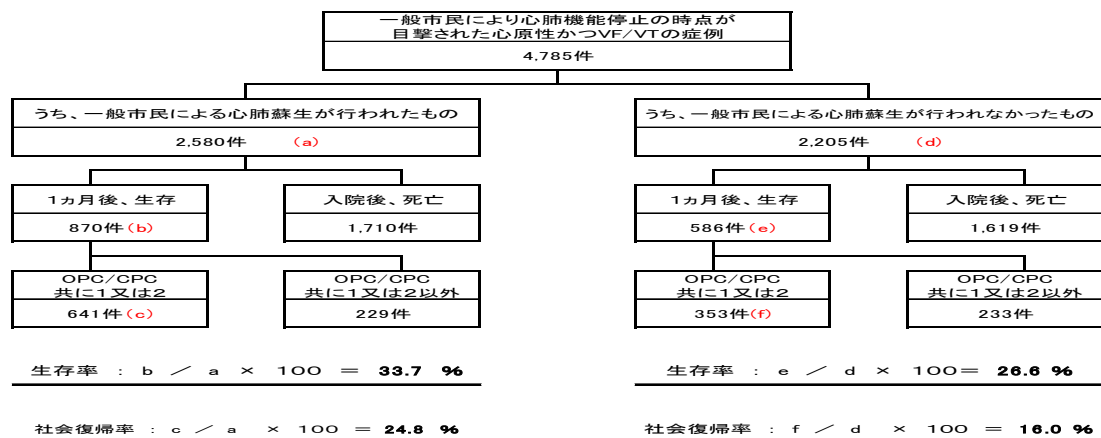 一般市民により心肺機能停止の時点が
目撃された心原性かつVF/VTの症例
4,785件
うち、一般市民による心肺蘇生が行われたもの
2,580件 (a)
うち、一般市民による心肺蘇生が行われなかったもの
2,205件 (d)
1ヵ月後、生存
870件(b)
入院後、死亡
1,710件
1ヵ月後、生存
586件(e)
入院後、死亡
1,619件
OPC/CPC
共に1又は2
641件(c)
OPC/CPC
共に1又は2以外
229件
OPC/CPC
共に1又は2
353件(f)
OPC/CPC
共に1又は2以外
233件
生存率 : b / a × 100 = 33.7 %
生存率 : e / d × 100= 26.6 %
社会復帰率 : c / a × 100 = 24.8 %
社会復帰率 : f / d × 100 = 16.0 %